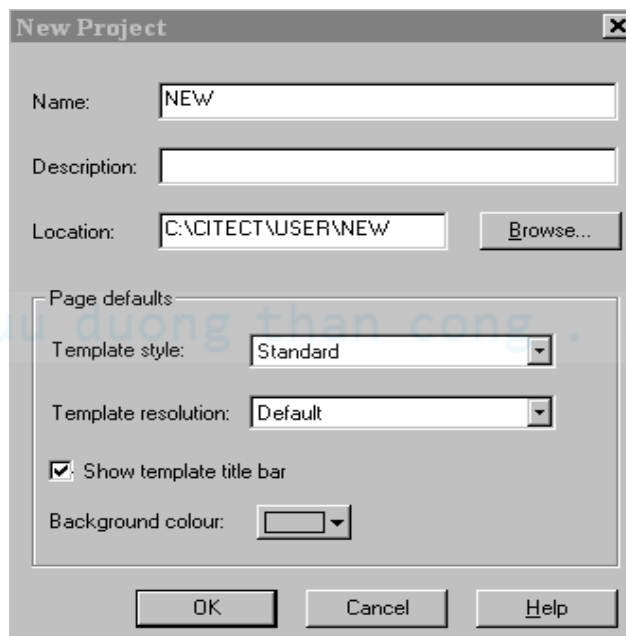 New Project
Name: NEW
Description:
Location: C:\CITECT\USER\NEW Browse...
Page defaults
uu duong than cong .
Template style: Standard
Template resolution: Default
Show template title bar
Background colour:
OK Cancel Help